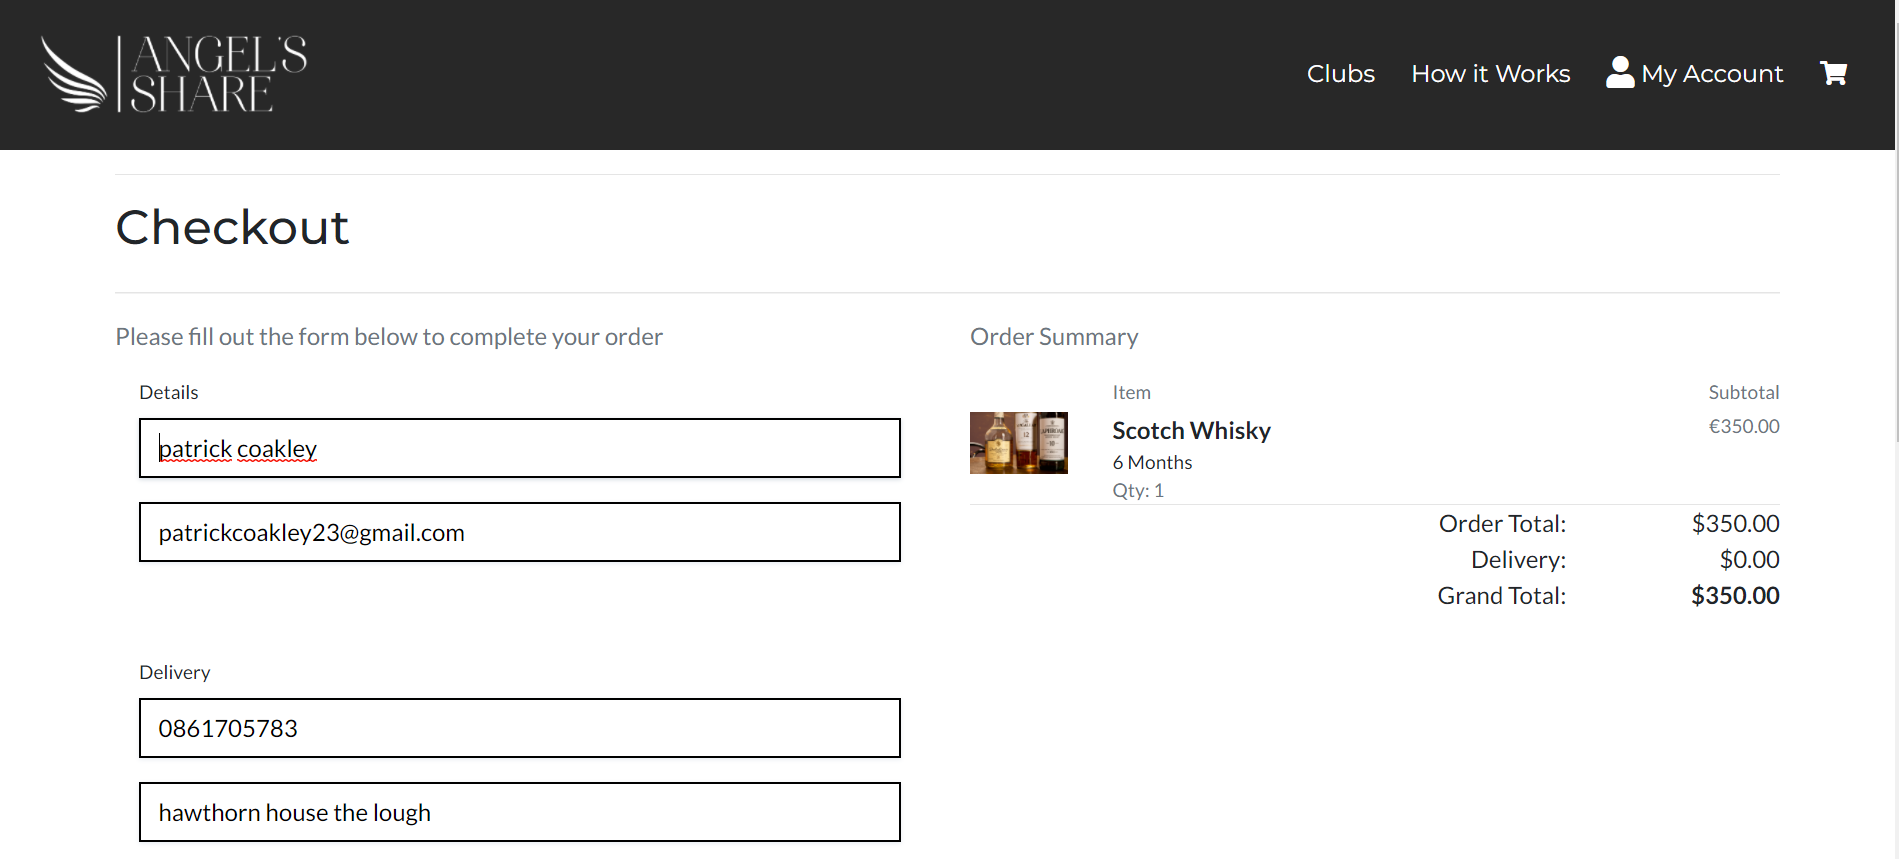 ANGEL'S
SHARE
Clubs
How it Works
My Account
Checkout
Please fill out the form below to complete your order
Details
patrick coakley
patrickcoakley23@gmail.com
Delivery
0861705783
hawthorn house the lough
Order Summary
Item
Subtotal
Scotch Whisky
€350.00
6 Months
Qty: 1
Order Total:
$350.00
Delivery:
$0.00
Grand Total:
$350.00